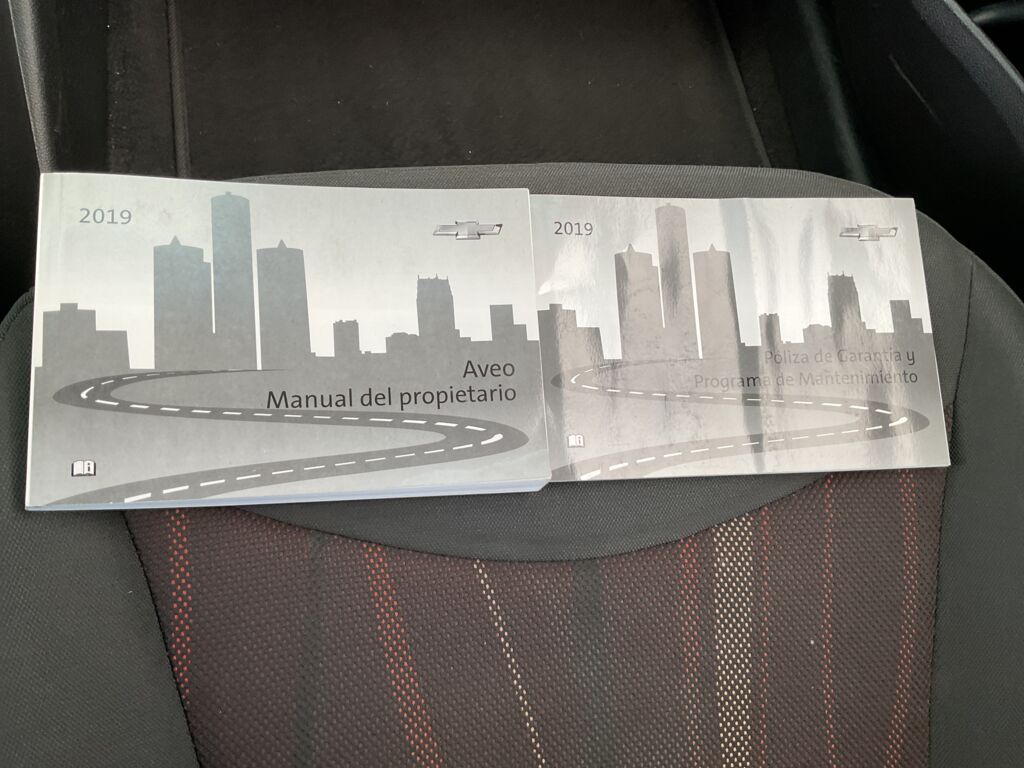 2019
Aveo
Manual del propietario
2019
Póliza de Garantía y
Programa de Mantenimiento